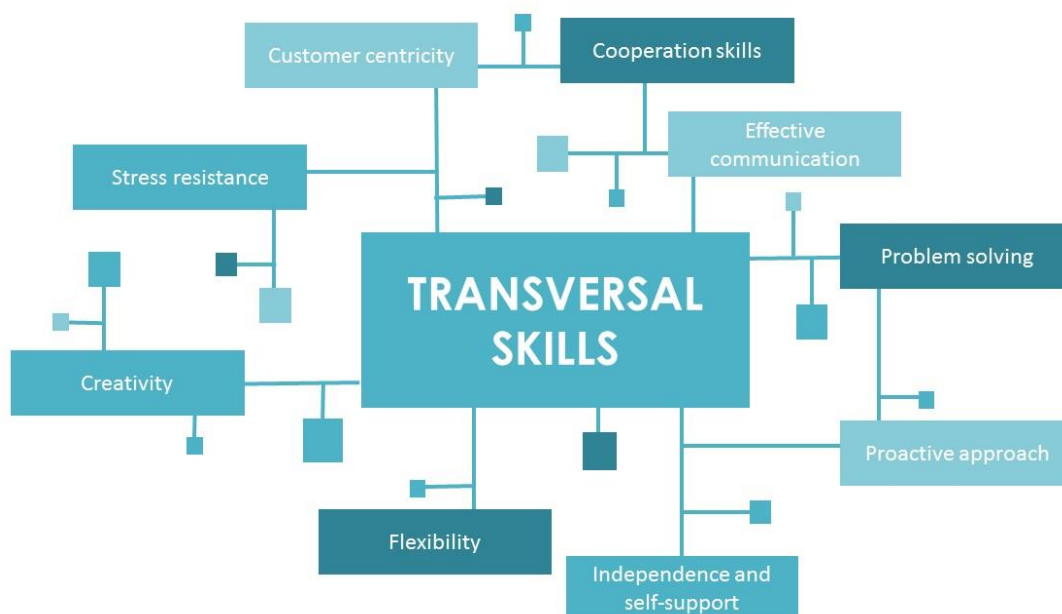 Customer centricity
Cooperation skills
Effective
communication
Stress resistance
Problem solving
TRANSVERSAL
SKILLS
Creativity
Proactive approach
Flexibility
Independence and
self-support